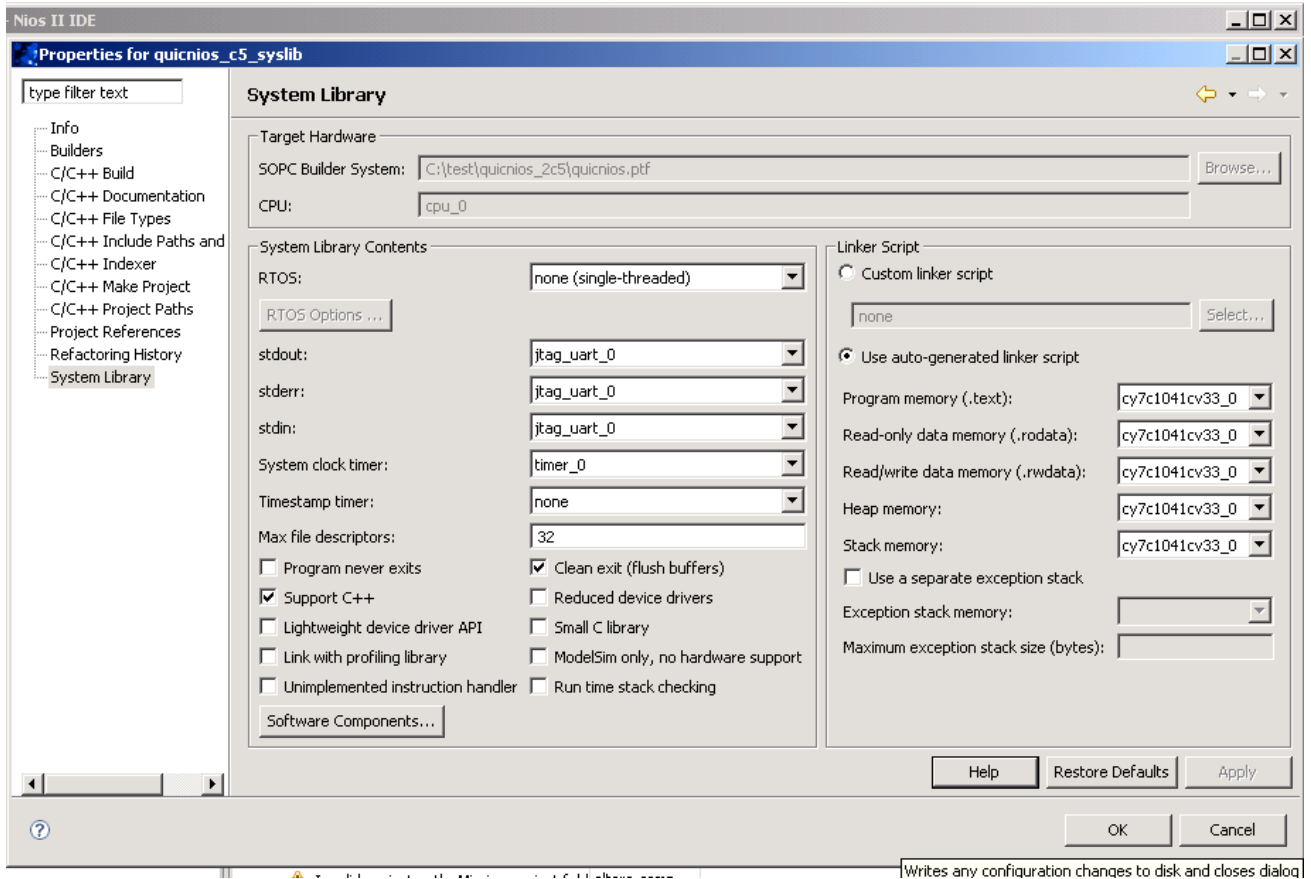 Nios II IDE
Properties for quicnios_c5_syslib
type filter text
Info
Builders
C/C++ Build
C/C++ Documentation
C/C++ File Types
C/C++ Include Paths and
C/C++ Indexer
C/C++ Make Project
C/C++ Project Paths
Project References
Refactoring History
System Library
System Library
Target Hardware
SOPC Builder System: C:\test\quicnios_2c5\quicnios.ptf Browse...
CPU: cpu_0
System Library Contents
RTOS: none (single-threaded)
RTOS Options ...
stdout: jtag_uart_0
stderr: jtag_uart_0
stdin: jtag_uart_0
System clock timer: timer_0
Timestamp timer: none
Max file descriptors: 32
Program never exits Clean exit (flush buffers)
Support C++ Reduced device drivers
Lightweight device driver API Small C library
Link with profiling library ModelSim only, no hardware support
Unimplemented instruction handler Run time stack checking
Software Components...
Linker Script
Custom linker script
none Select...
Use auto-generated linker script
Program memory (.text): cy7c1041cv33_0
Read-only data memory (.rodata): cy7c1041cv33_0
Read/write data memory (.rwdata): cy7c1041cv33_0
Heap memory: cy7c1041cv33_0
Stack memory: cy7c1041cv33_0
Use a separate exception stack
Exception stack memory:
Maximum exception stack size (bytes):
Help Restore Defaults Apply
OK Cancel
Writes any configuration changes to disk and closes dialog